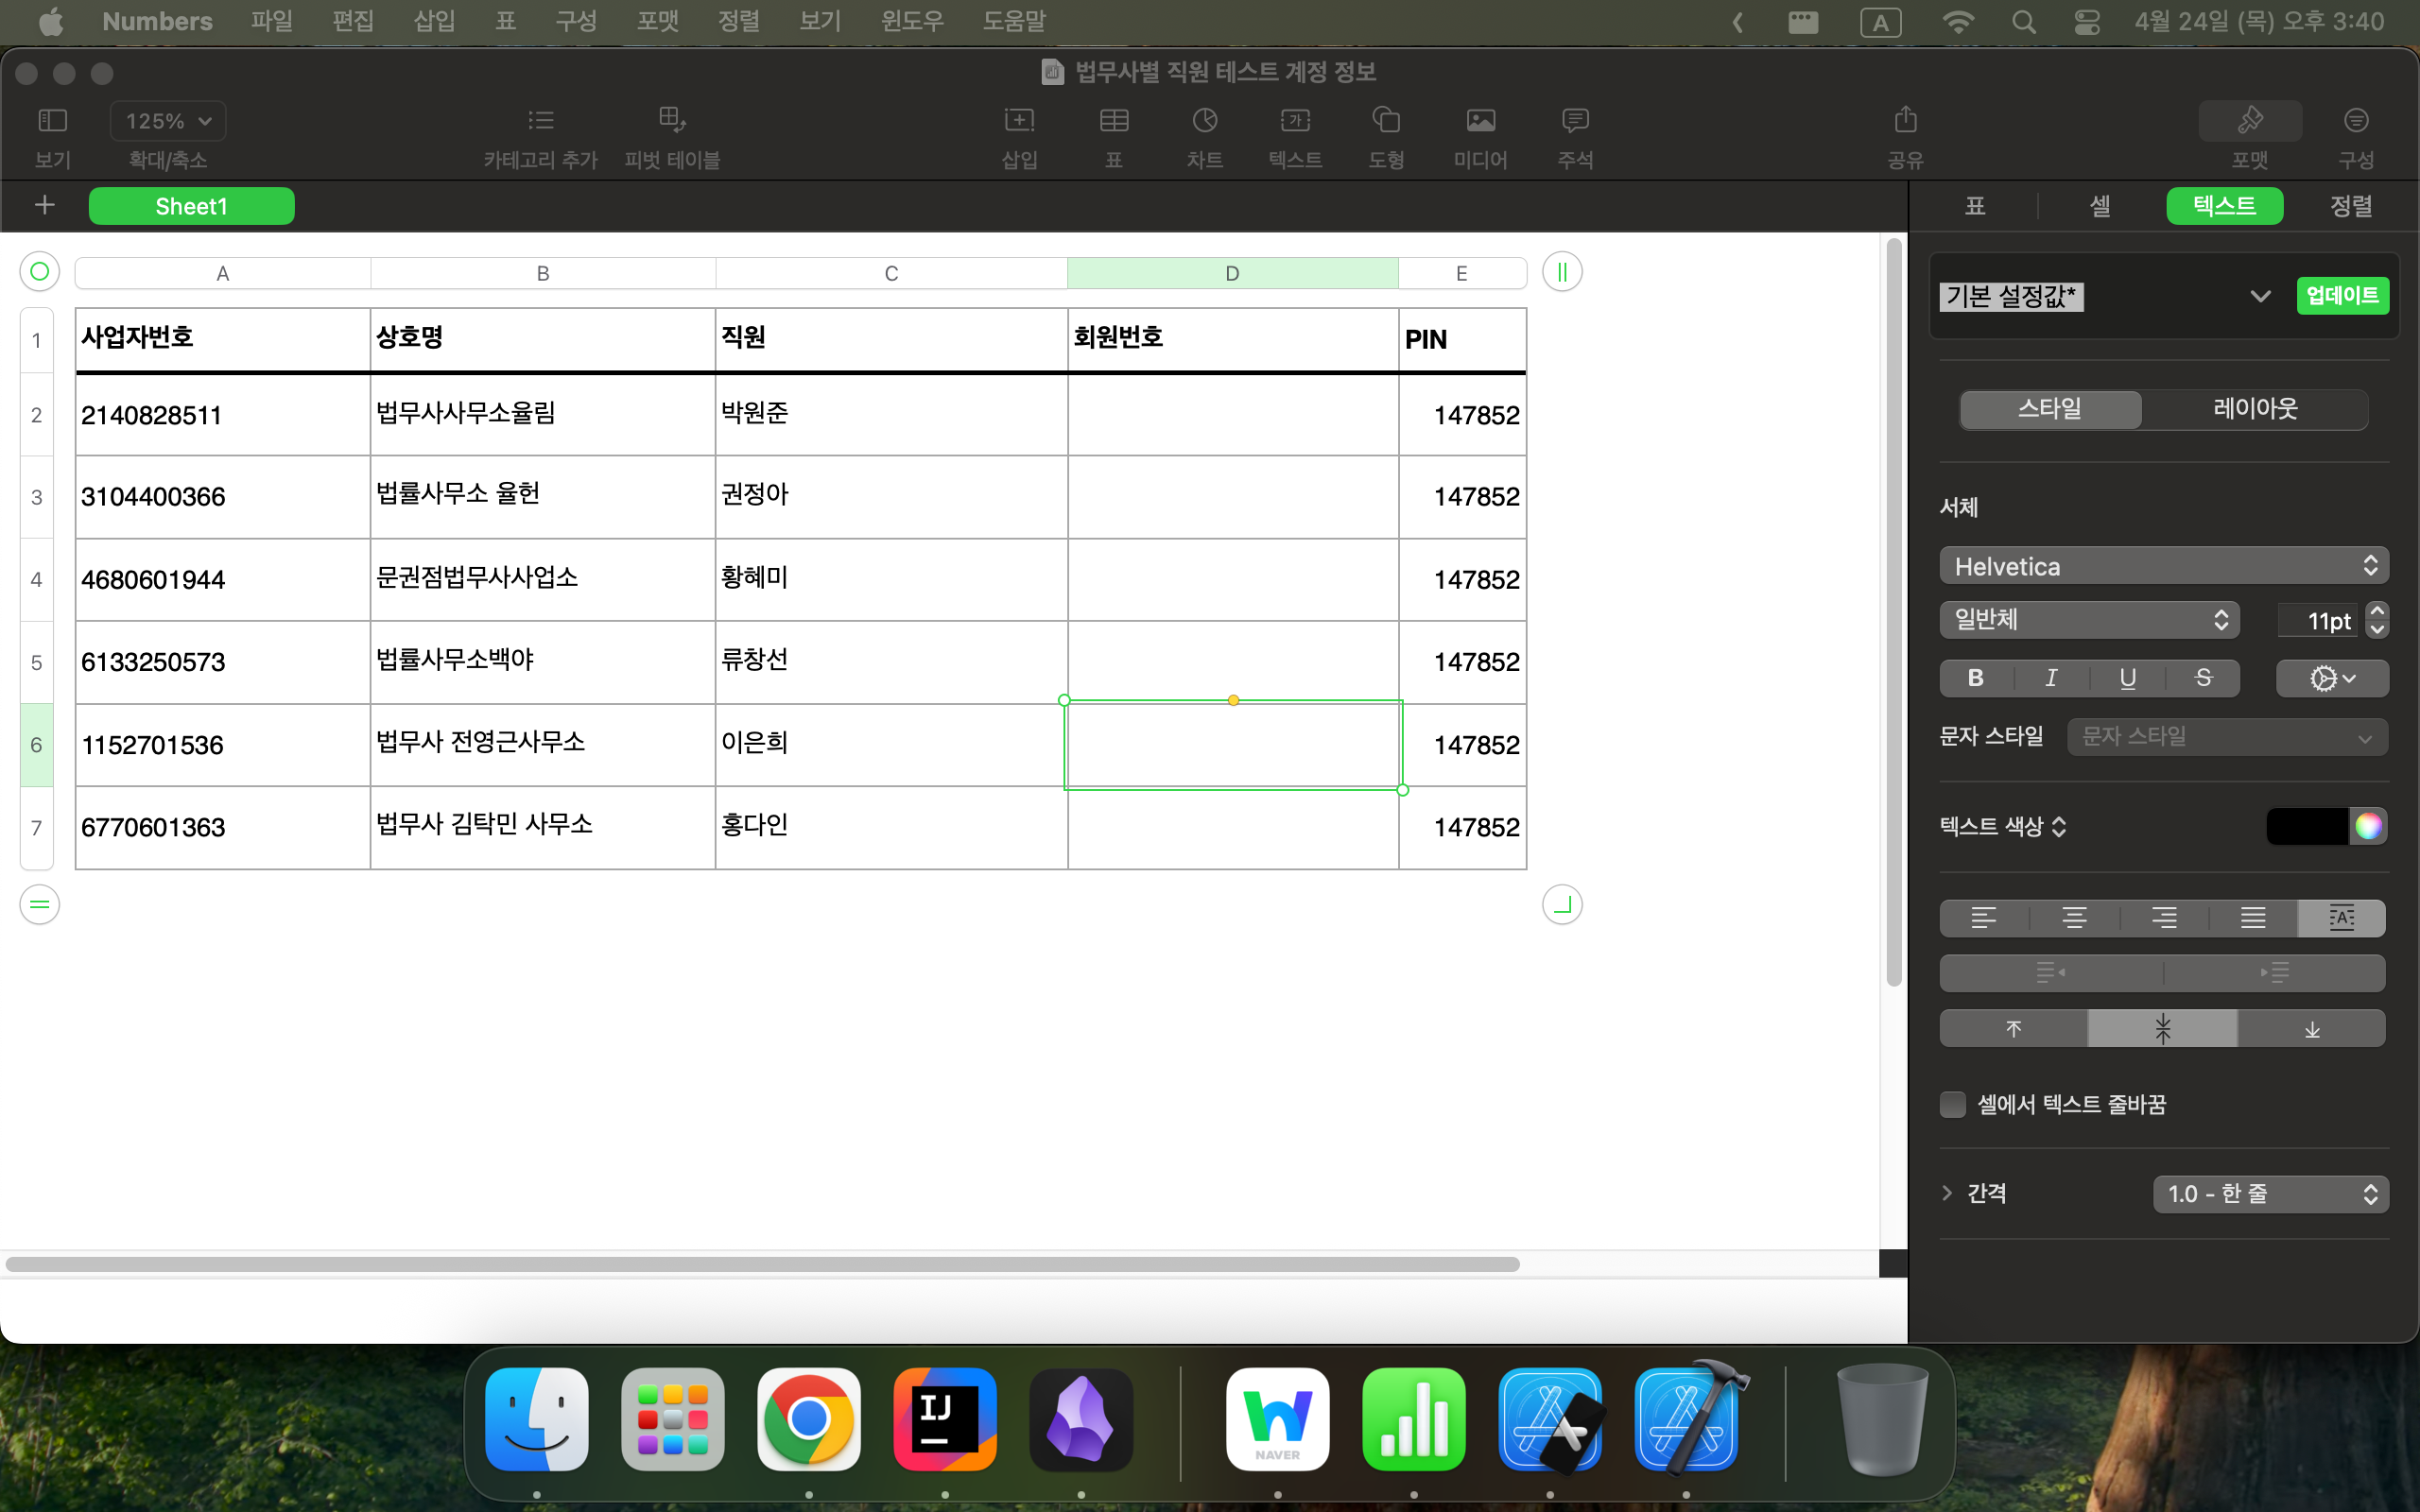 Numbers 파일 편집 삽입 표 구성 포맷 정렬 보기 윈도우 도움말 A 4월 24일 (목) 오후 3:40
법무사별 직원 테스트 계정 정보
125%
보기 확대/축소 카테고리 추가 피벗 테이블 삽입 표 차트 텍스트 도형 미디어 주석 공유 포맷 구성
Sheet1
표 셀 텍스트 정렬
A B C D E
1 사업자번호 상호명 직원 회원번호 PIN
2 2140828511 법무사사무소율림 박원준 147852
3 3104400366 법률사무소 율헌 권정아 147852
4 4680601944 문권점법무사사업소 황혜미 147852
5 6133250573 법률사무소백야 류창선 147852
6 1152701536 법무사 전영근사무소 이은희 147852
7 6770601363 법무사 김탁민 사무소 홍다인 147852
기본 설정값* 업데이트
스타일 레이아웃
서체
Helvetica
일반체 11pt
B I U S
문자 스타일 문자 스타일
텍스트 색상
셀에서 텍스트 줄바꿈
간격 1.0 - 한 줄
IJ
NAVER